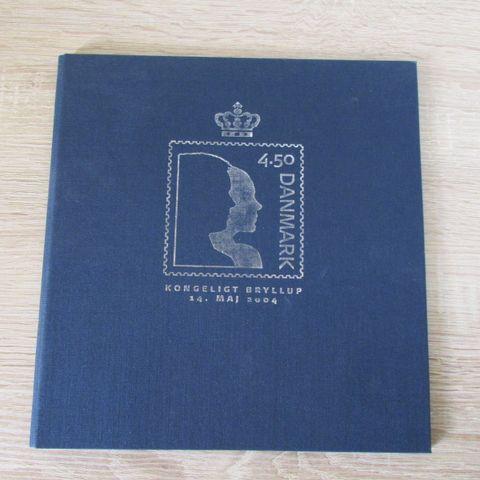 4.50
DANMARK
KONGELIGT BRYLLUP
14. MAJ 2004